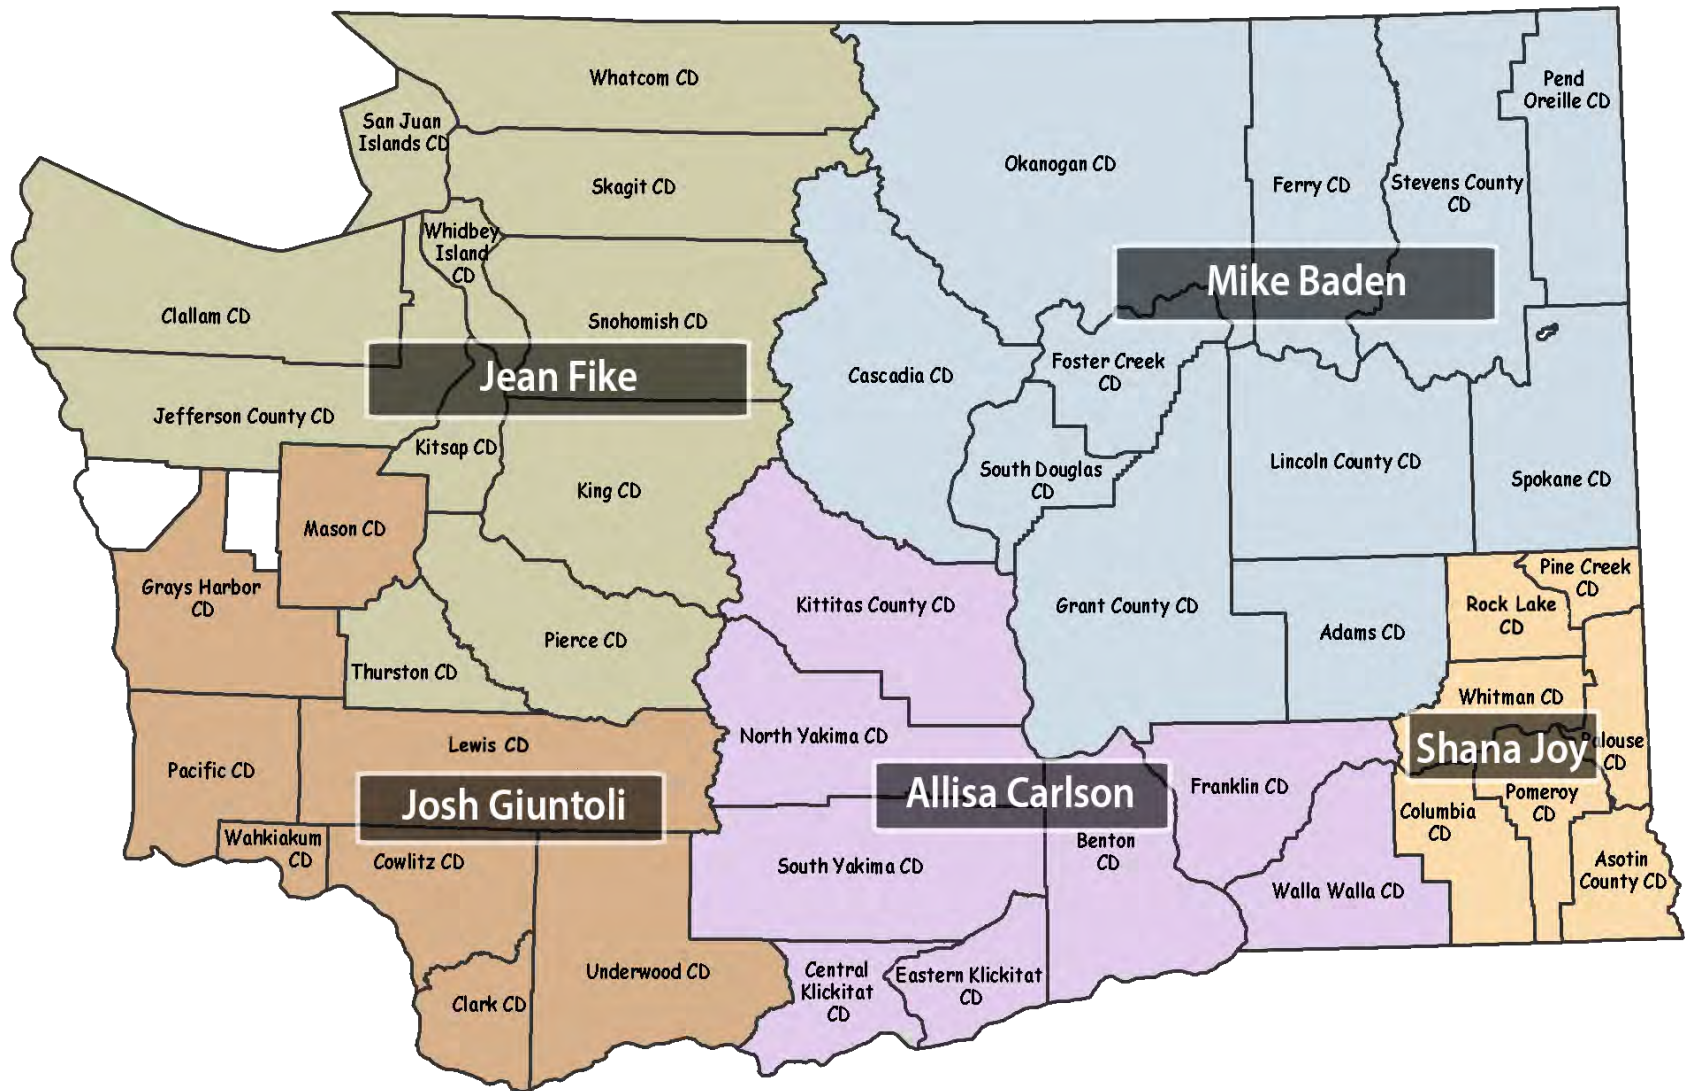 Whatcom CD
San Juan
Islands CD
Skagit CD
Whidbey
Island
CD
Clallam CD
Snohomish CD
Jean Fike
Jefferson County CD
Kitsap CD
King CD
Mason CD
Grays Harbor
CD
Thurston CD
Pierce CD
Pend
Oreille CD
Okanogan CD
Ferry CD
Stevens County
CD
Mike Baden
Cascadia CD
Foster Creek
CD
South Douglas
CD
Lincoln County CD
Spokane CD
Grant County CD
Adams CD
Kittitas County CD
Pine Creek
CD
Rock Lake
CD
Whitman CD
Shana Joy
Palouse
CD
Pomeroy
CD
Columbia
CD
Asotin
County CD
North Yakima CD
Allisa Carlson
Franklin CD
Benton
CD
South Yakima CD
Walla Walla CD
Central
Klickitat
CD
Eastern Klickitat
CD
Lewis CD
Pacific CD
Josh Giuntoli
Wahkiakum
CD
Cowlitz CD
Underwood CD
Clark CD